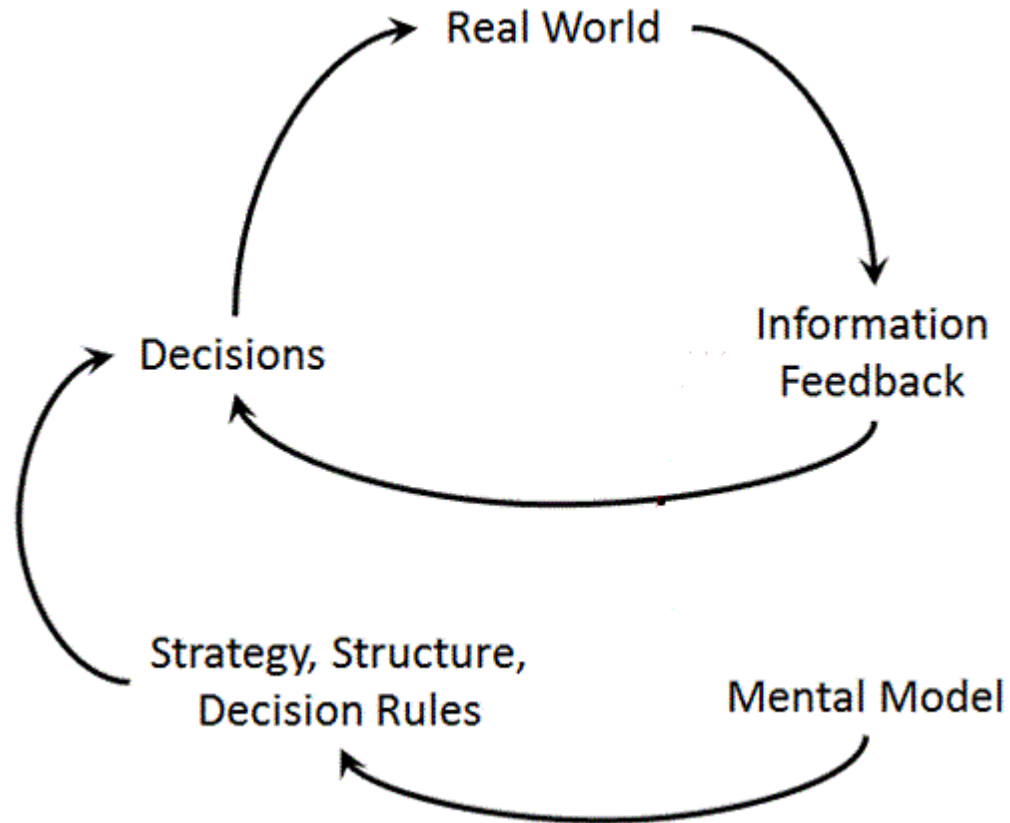 Real World
Information
Feedback
Decisions
Strategy, Structure,
Decision Rules
Mental Model